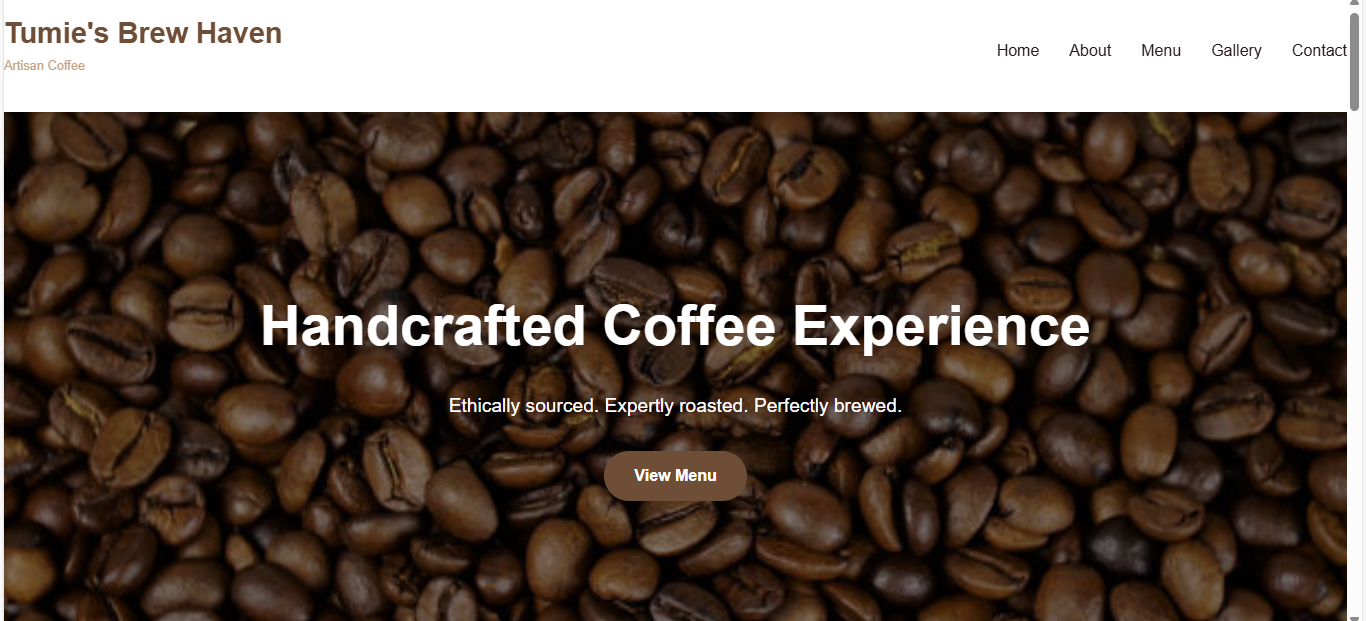 Tumie's Brew Haven
Artisan Coffee
Home About Menu Gallery Contact
Handcrafted Coffee Experience
Ethically sourced. Expertly roasted. Perfectly brewed.
View Menu